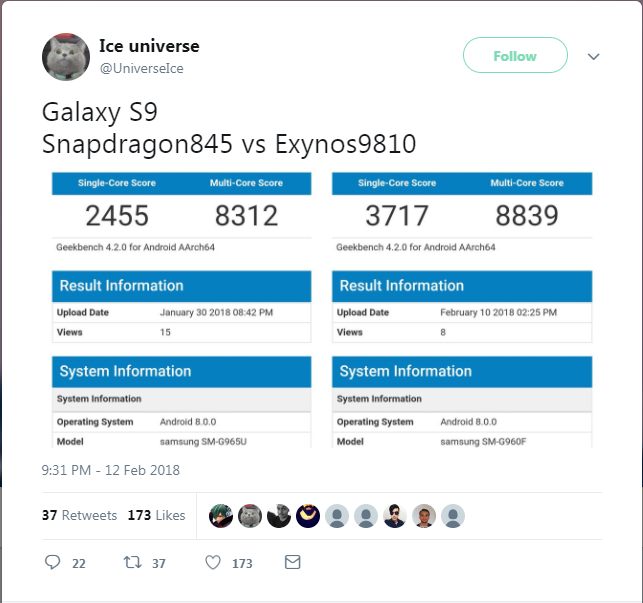 Ice universe
@UniverseIce
Follow
Galaxy S9
Snapdragon845 vs Exynos9810
Single-Core Score Multi-Core Score
2455 8312
Geekbench 4.2.0 for Android AArch64
Result Information
Upload Date January 30 2018 08:42 PM
Views 15
System Information
System Information
Operating System Android 8.0.0
Model samsung SM-G965U
Single-Core Score Multi-Core Score
3717 8839
Geekbench 4.2.0 for Android AArch64
Result Information
Upload Date February 10 2018 02:25 PM
Views 8
System Information
System Information
Operating System Android 8.0.0
Model samsung SM-G960F
9:31 PM - 12 Feb 2018
37 Retweets 173 Likes
22 37 173